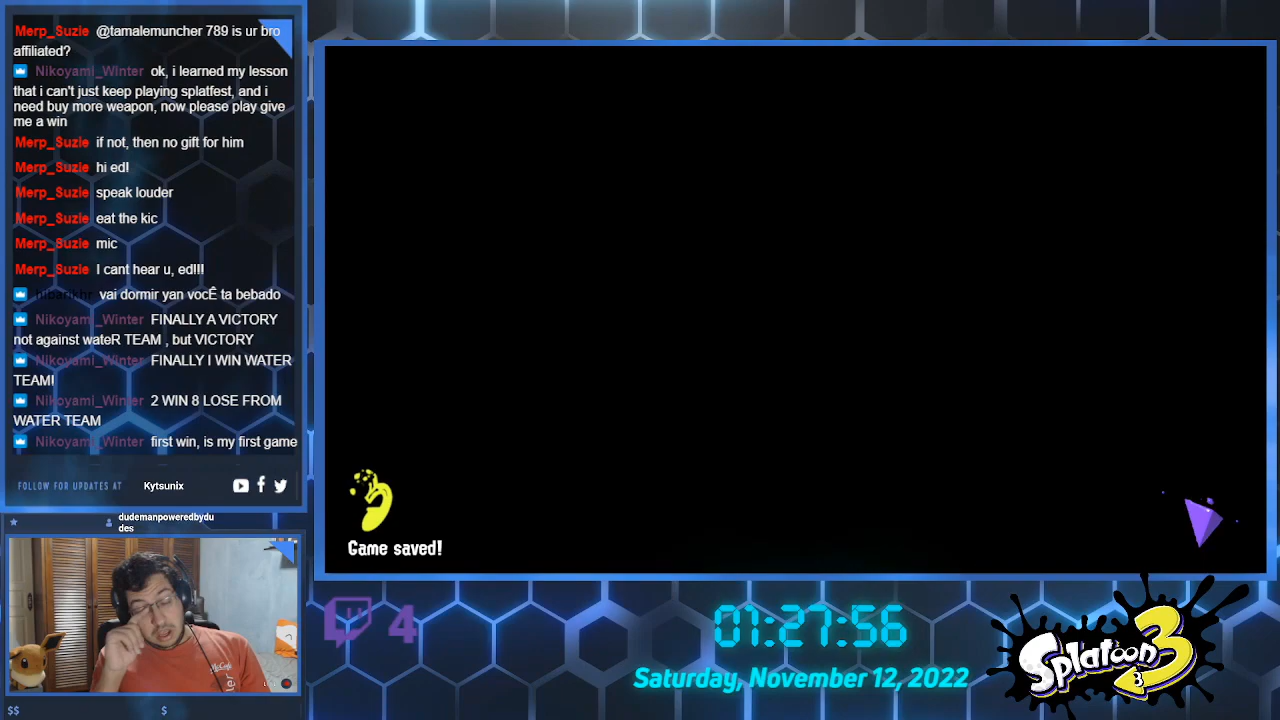 Merp_Suzie @tamalemuncher 789 is ur bro
affiliated?
Nikoyami_Winter ok, i learned my lesson
that i can't just keep playing splatfest, and i
need buy more weapon, now please play give
me a win
Merp_Suzie if not, then no gift for him
Merp_Suzie hi ed!
Merp_Suzie speak louder
Merp_Suzie eat the kic
Merp_Suzie mic
Merp_Suzie I cant hear u, ed!!!
hibarikhr vai dormir yan vocÊ ta bebado
Nikoyami_Winter FINALLY A VICTORY
not against wateR TEAM , but VICTORY
Nikoyami_Winter FINALLY I WIN WATER
TEAM!
Nikoyami_Winter 2 WIN 8 LOSE FROM
WATER TEAM
Nikoyami_Winter first win, is my first game
FOLLOW FOR UPDATES AT Kytsunix
dudemanpoweredbydu
des
Game saved!
4
01:27:56
Saturday, November 12, 2022
Splatoon 3
$$ $